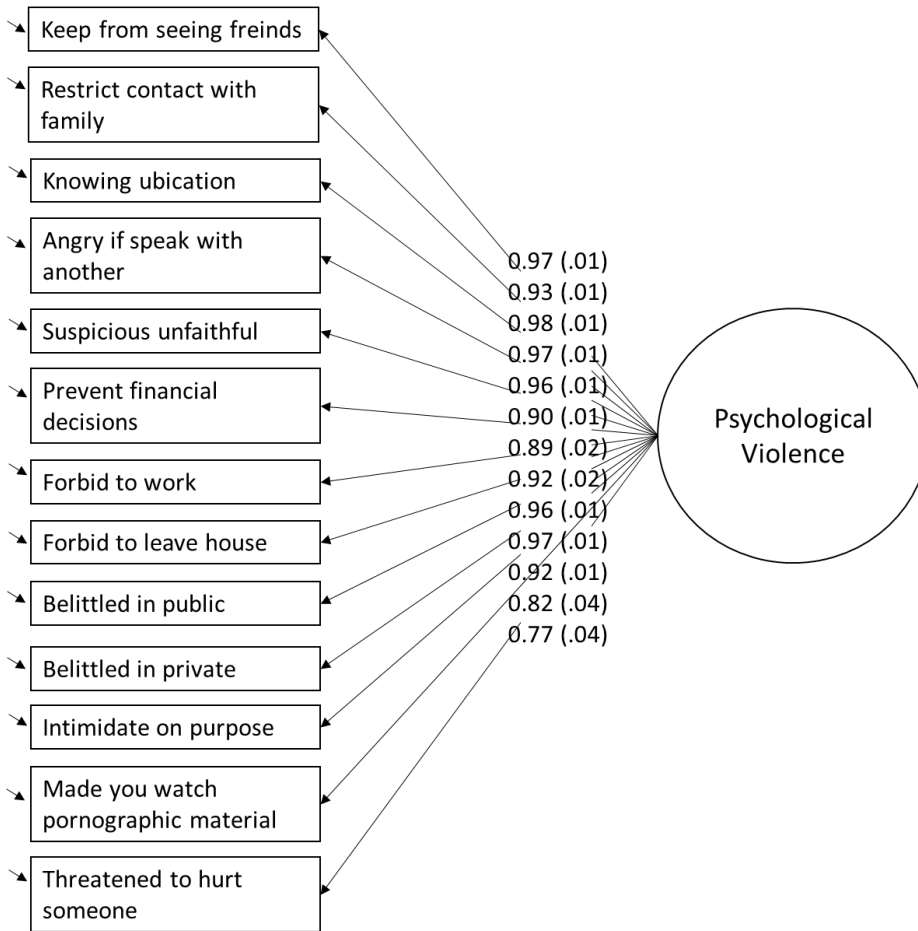 Keep from seeing freinds
Restrict contact with
family
Knowing ubication
Angry if speak with
another
Suspicious unfaithful
Prevent financial
decisions
Forbid to work
Forbid to leave house
Belittled in public
Belittled in private
Intimidate on purpose
Made you watch
pornographic material
Threatened to hurt
someone
0.97 (.01)
0.93 (.01)
0.98 (.01)
0.97 (.01)
0.96 (.01)
0.90 (.01)
0.89 (.02)
0.92 (.02)
0.96 (.01)
0.97 (.01)
0.92 (.01)
0.82 (.04)
0.77 (.04)
Psychological
Violence